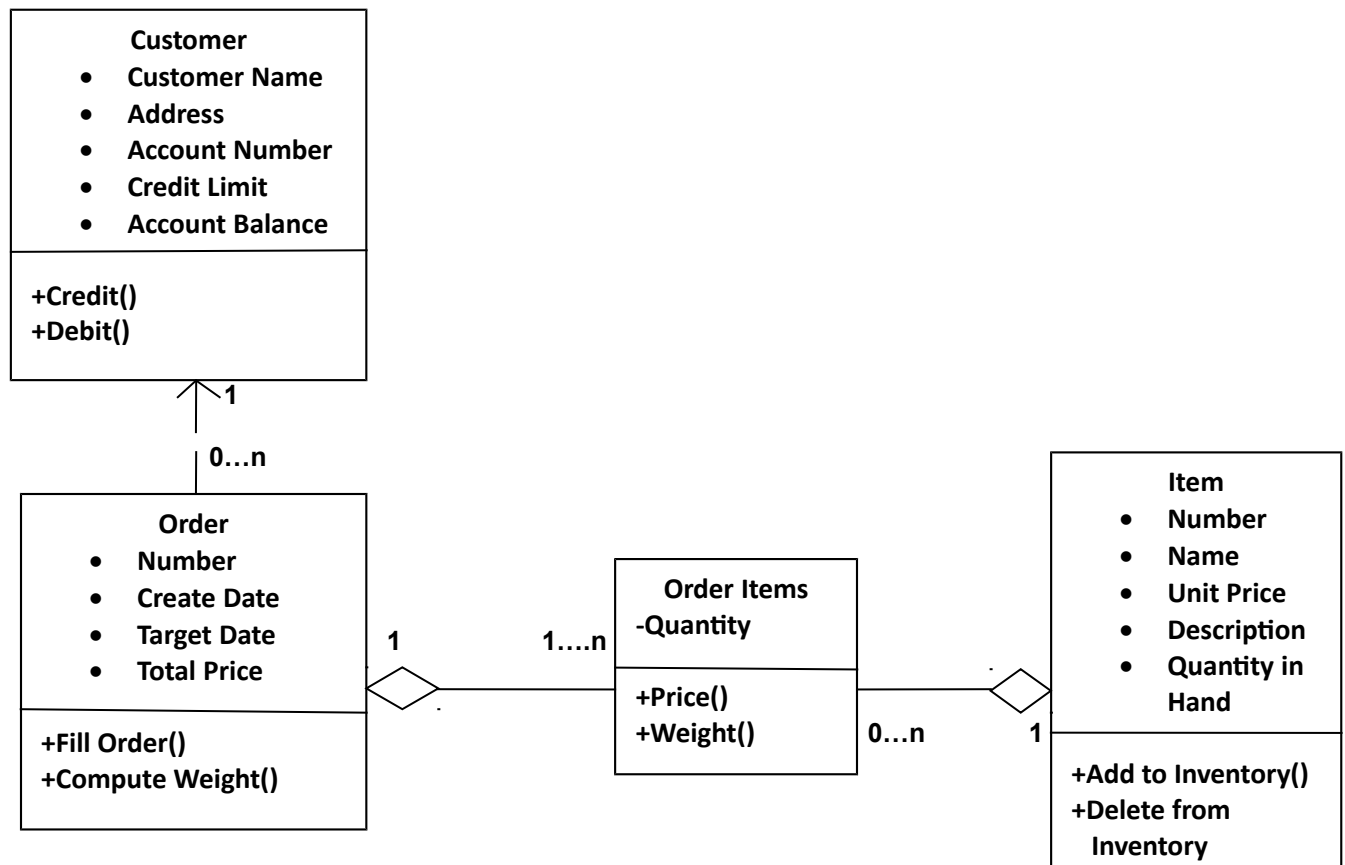 Customer
• Customer Name
• Address
• Account Number
• Credit Limit
• Account Balance
+Credit()
+Debit()
1
0...n
Order
• Number
• Create Date
• Target Date
• Total Price
+Fill Order()
+Compute Weight()
1
1....n
Order Items
-Quantity
+Price()
+Weight()
0...n
1
Item
• Number
• Name
• Unit Price
• Description
• Quantity in
Hand
+Add to Inventory()
+Delete from
Inventory